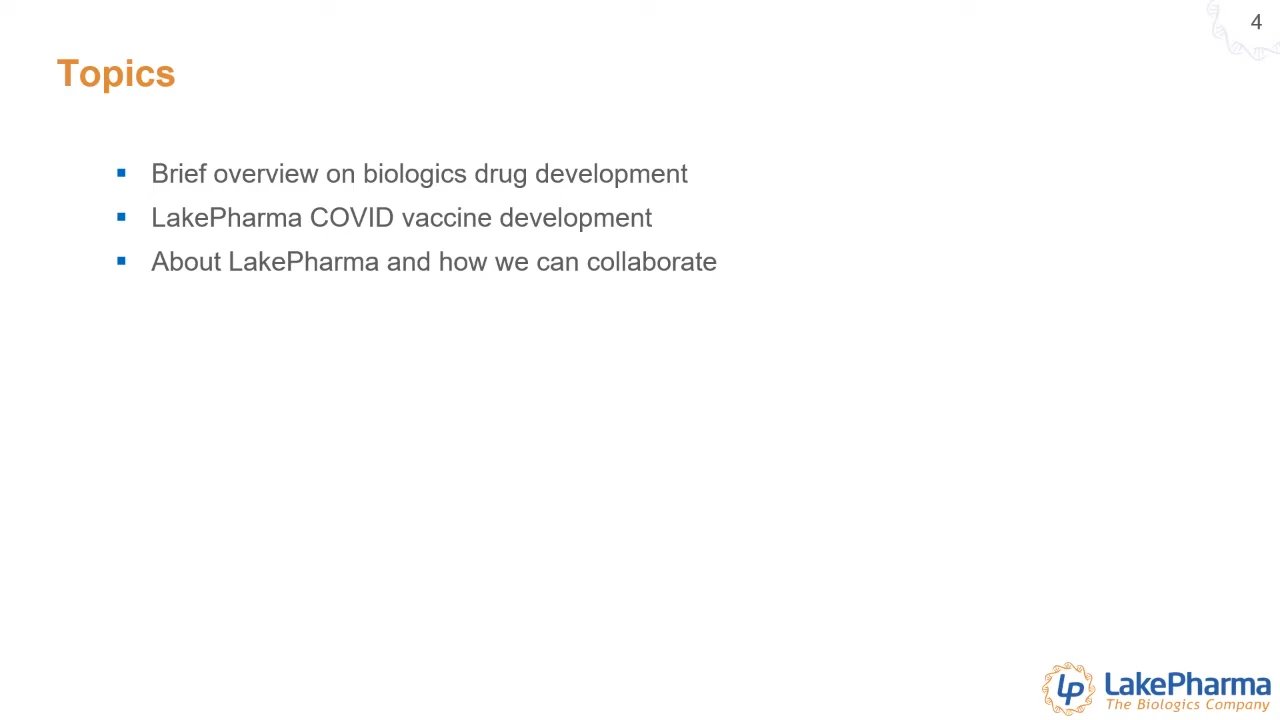 4
Topics
▪ Brief overview on biologics drug development
▪ LakePharma COVID vaccine development
▪ About LakePharma and how we can collaborate
LP LakePharma
The Biologics Company